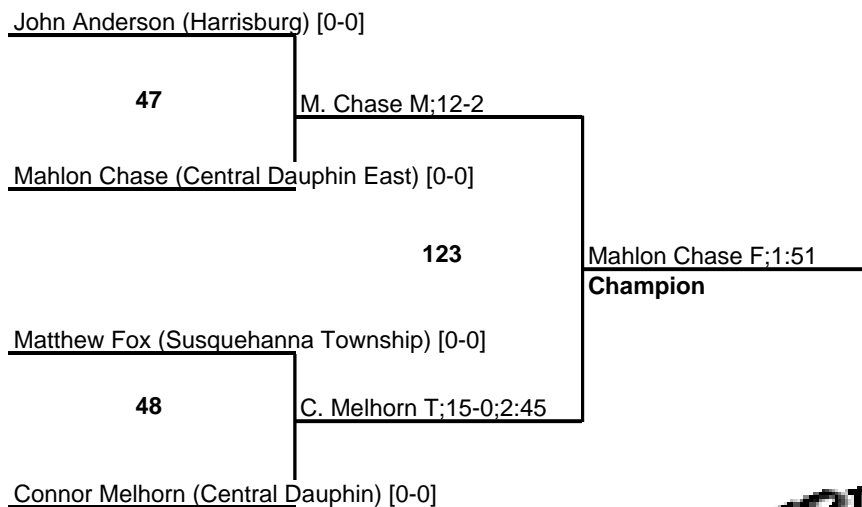 John Anderson (Harrisburg) [0-0]
47
M. Chase M;12-2
Mahlon Chase (Central Dauphin East) [0-0]
123
Mahlon Chase F;1:51
Champion
Matthew Fox (Susquehanna Township) [0-0]
48
C. Melhorn T;15-0;2:45
Connor Melhorn (Central Dauphin) [0-0]